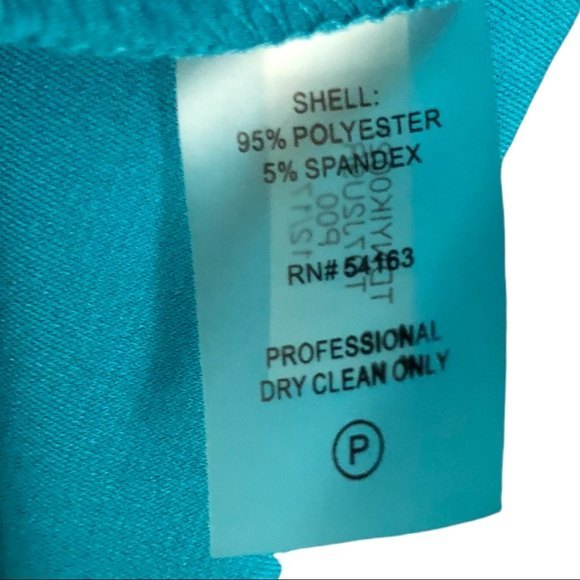 SHELL:
95% POLYESTER
5% SPANDEX
RN# 54163
PROFESSIONAL
DRY CLEAN ONLY
P